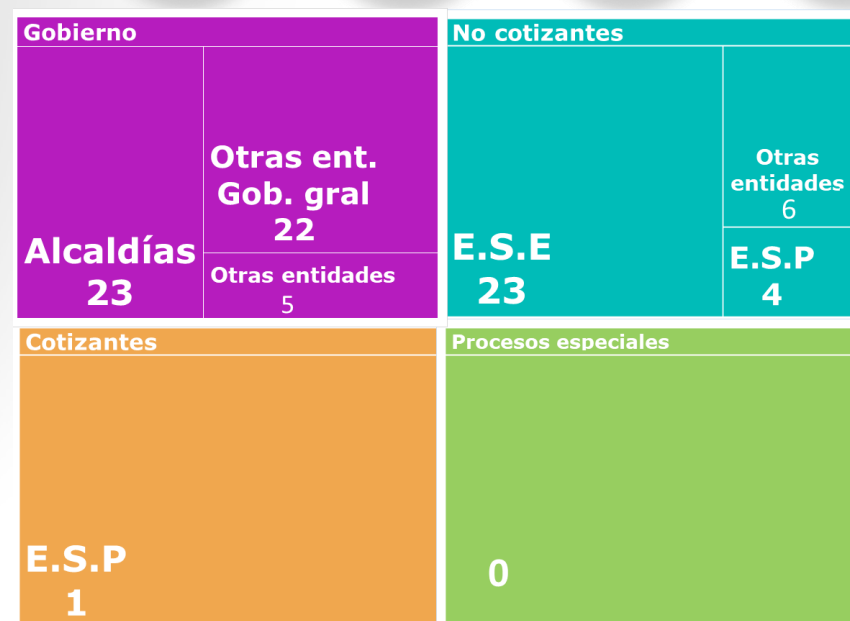 Gobierno
Alcaldías
23
Otras ent.
Gob. gral
22
Otras entidades
5
No cotizantes
E.S.E
23
Otras
entidades
6
E.S.P
4
Cotizantes
E.S.P
1
Procesos especiales
0